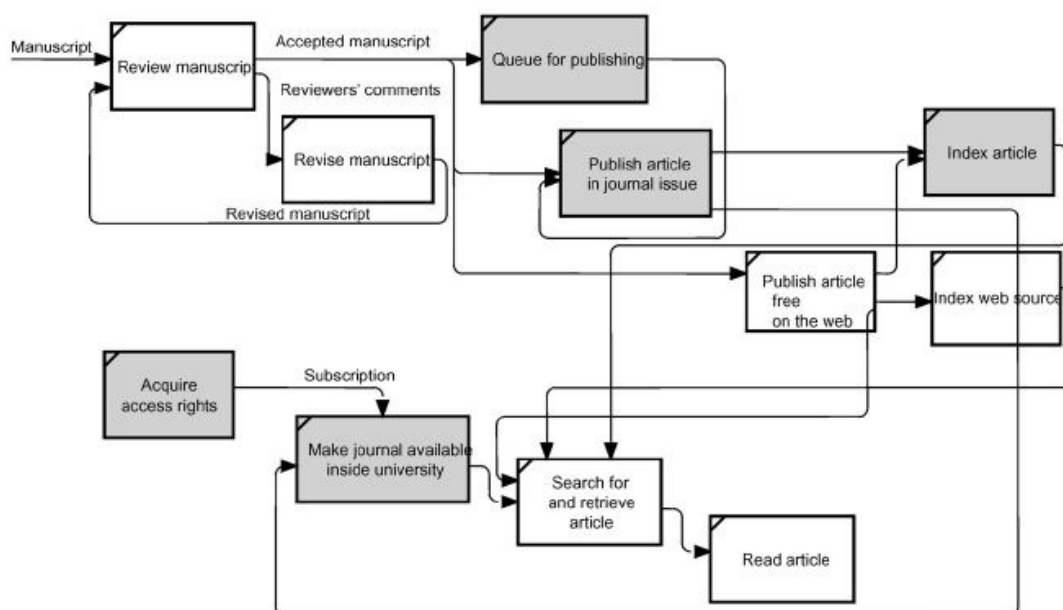 Manuscript
Review manuscrip
Accepted manuscript
Queue for publishing
Reviewers' comments
Revise manuscript
Revised manuscript
Publish article
in journal issue
Index article
Publish article
free
on the web
Index web source
Acquire
access rights
Subscription
Make journal available
inside university
Search for
and retrieve
article
Read article